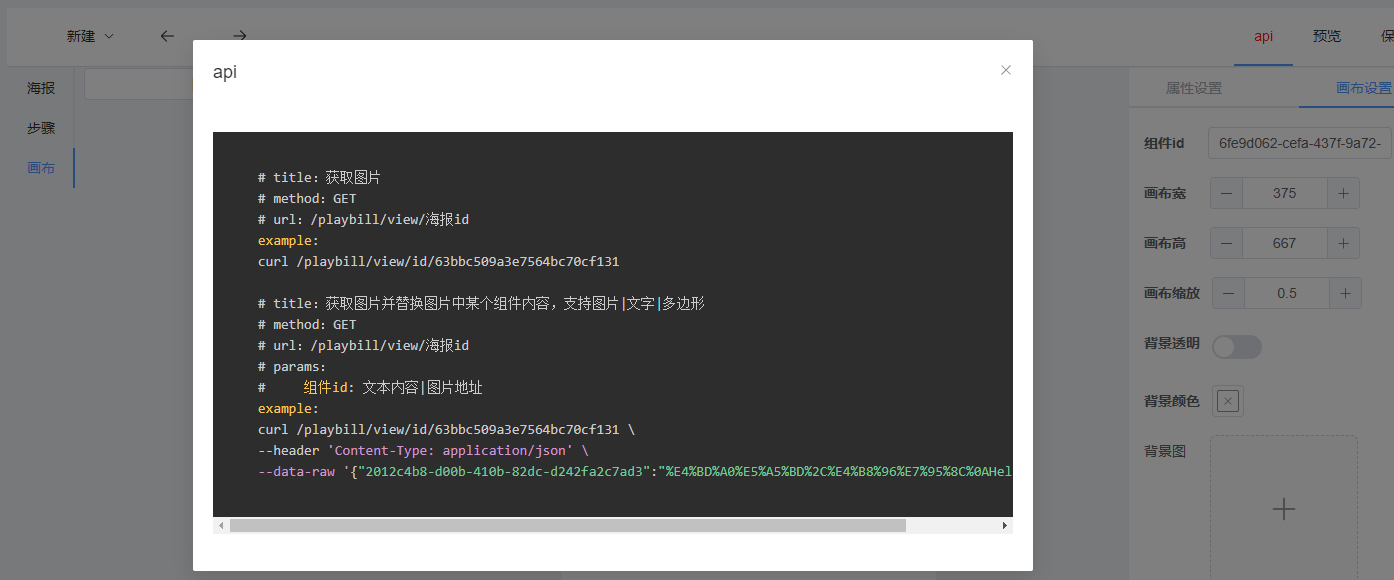 新建
api
预览
保
海报
步骤
画布
api
# title: 获取图片
# method: GET
# url: /playbill/view/海报id
example:
curl /playbill/view/id/63bbc509a3e7564bc70cf131
# title: 获取图片并替换图片中某个组件内容，支持图片|文字|多边形
# method: GET
# url: /playbill/view/海报id
# params:
#     组件id: 文本内容|图片地址
example:
curl /playbill/view/id/63bbc509a3e7564bc70cf131 \
--header 'Content-Type: application/json' \
--data-raw '{"2012c4b8-d00b-410b-82dc-d242fa2c7ad3":"%E4%BD%A0%E5%A5%BD%2C%E4%B8%96%E7%95%8C%0AHel
属性设置
画布设置
组件id 6fe9d062-cefa-437f-9a72-
画布宽 375
画布高 667
画布缩放 0.5
背景透明
背景颜色
背景图